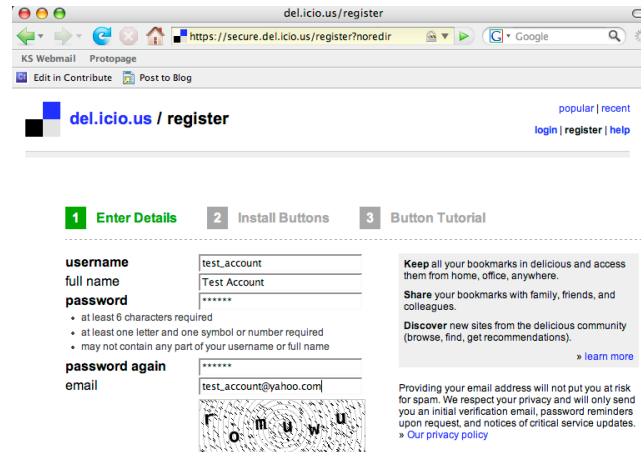 del.icio.us/register
https://secure.del.icio.us/register?noredir
G Google
KS Webmail Protopage
Ct Edit in Contribute Post to Blog
del.icio.us / register
popular | recent
login | register | help
1 Enter Details 2 Install Buttons 3 Button Tutorial
username test_account
full name Test Account
password ******
• at least 6 characters required
• at least one letter and one symbol or number required
• may not contain any part of your username or full name
password again ******
email test_account@yahoo.com
romuwu
Keep all your bookmarks in delicious and access
them from home, office, anywhere.
Share your bookmarks with family, friends, and
colleagues.
Discover new sites from the delicious community
(browse, find, get recommendations).
» learn more
Providing your email address will not put you at risk
for spam. We respect your privacy and will only send
you an initial verification email, password reminders
upon request, and notices of critical service updates.
» Our privacy policy